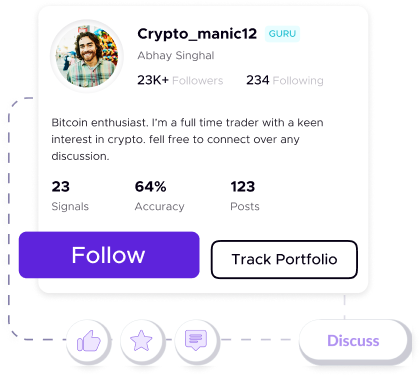 Crypto_manic12 GURU
Abhay Singhal
23K+ Followers 234 Following
Bitcoin enthusiast. I'm a full time trader with a keen
interest in crypto. fell free to connect over any
discussion.
23 64% 123
Signals Accuracy Posts
Follow Track Portfolio
Discuss